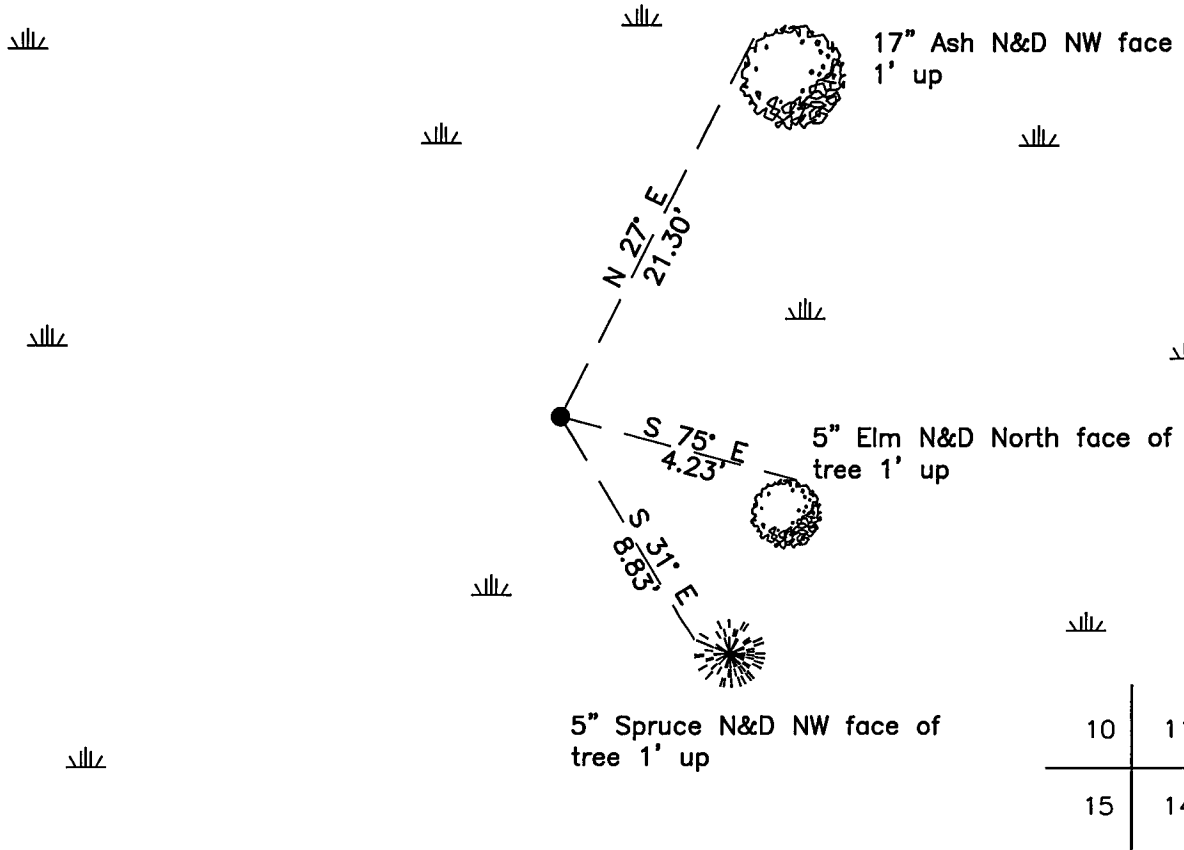 17" Ash N&D NW face
1' up
N 27° E
21.30'
S 75° E
4.23'
5" Elm N&D North face of
tree 1' up
S 31° E
8.83'
5" Spruce N&D NW face of
tree 1' up
10
15